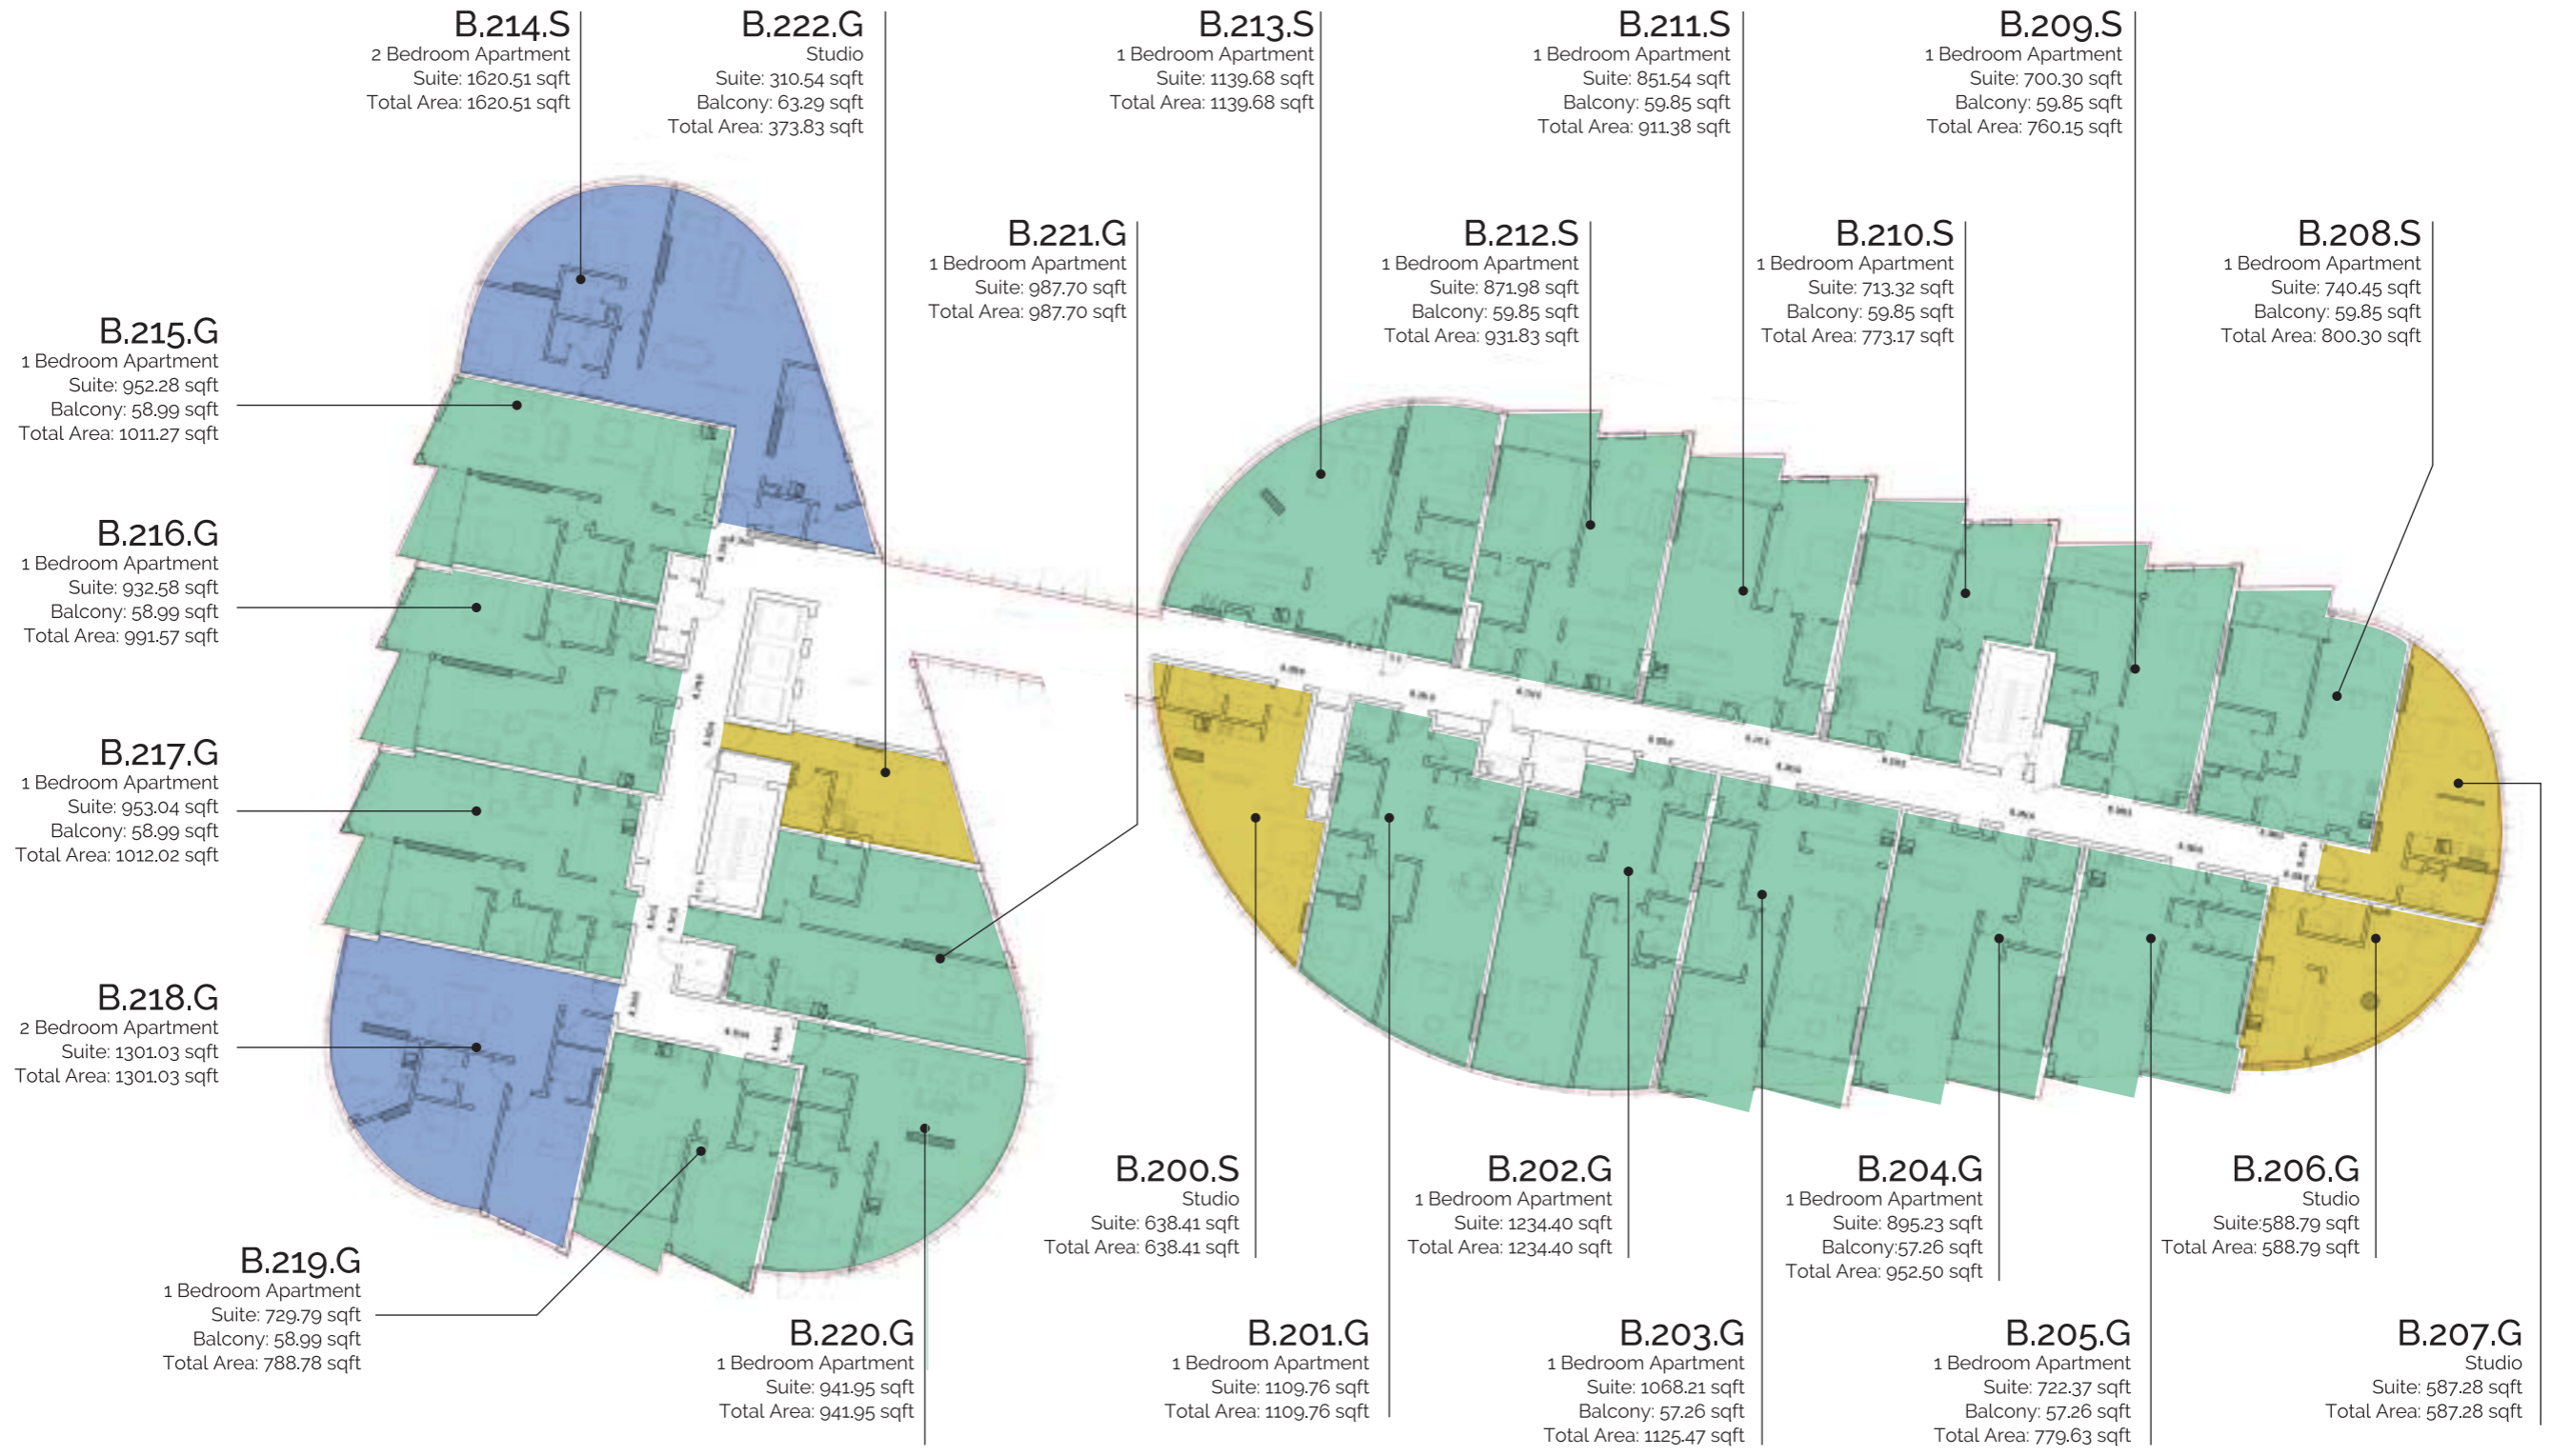 B.214.S
2 Bedroom Apartment
Suite: 1620.51 sqft
Total Area: 1620.51 sqft
B.222.G
Studio
Suite: 310.54 sqft
Balcony: 63.29 sqft
Total Area: 373.83 sqft
B.213.S
1 Bedroom Apartment
Suite: 1139.68 sqft
Total Area: 1139.68 sqft
B.211.S
1 Bedroom Apartment
Suite: 851.54 sqft
Balcony: 59.85 sqft
Total Area: 911.38 sqft
B.209.S
1 Bedroom Apartment
Suite: 700.30 sqft
Balcony: 59.85 sqft
Total Area: 760.15 sqft
B.221.G
1 Bedroom Apartment
Suite: 987.70 sqft
Total Area: 987.70 sqft
B.212.S
1 Bedroom Apartment
Suite: 871.98 sqft
Balcony: 59.85 sqft
Total Area: 931.83 sqft
B.210.S
1 Bedroom Apartment
Suite: 713.32 sqft
Balcony: 59.85 sqft
Total Area: 773.17 sqft
B.208.S
1 Bedroom Apartment
Suite: 740.45 sqft
Balcony: 59.85 sqft
Total Area: 800.30 sqft
B.215.G
1 Bedroom Apartment
Suite: 952.28 sqft
Balcony: 58.99 sqft
Total Area: 1011.27 sqft
B.216.G
1 Bedroom Apartment
Suite: 932.58 sqft
Balcony: 58.99 sqft
Total Area: 991.57 sqft
B.217.G
1 Bedroom Apartment
Suite: 953.04 sqft
Balcony: 58.99 sqft
Total Area: 1012.02 sqft
B.218.G
2 Bedroom Apartment
Suite: 1301.03 sqft
Total Area: 1301.03 sqft
B.219.G
1 Bedroom Apartment
Suite: 729.79 sqft
Balcony: 58.99 sqft
Total Area: 788.78 sqft
B.220.G
1 Bedroom Apartment
Suite: 941.95 sqft
Total Area: 941.95 sqft
B.200.S
Studio
Suite: 638.41 sqft
Total Area: 638.41 sqft
B.201.G
1 Bedroom Apartment
Suite: 1109.76 sqft
Total Area: 1109.76 sqft
B.202.G
1 Bedroom Apartment
Suite: 1234.40 sqft
Total Area: 1234.40 sqft
B.203.G
1 Bedroom Apartment
Suite: 1068.21 sqft
Balcony: 57.26 sqft
Total Area: 1125.47 sqft
B.204.G
1 Bedroom Apartment
Suite: 895.23 sqft
Balcony:57.26 sqft
Total Area: 952.50 sqft
B.205.G
1 Bedroom Apartment
Suite: 722.37 sqft
Balcony: 57.26 sqft
Total Area: 779.63 sqft
B.206.G
Studio
Suite:588.79 sqft
Total Area: 588.79 sqft
B.207.G
Studio
Suite: 587.28 sqft
Total Area: 587.28 sqft